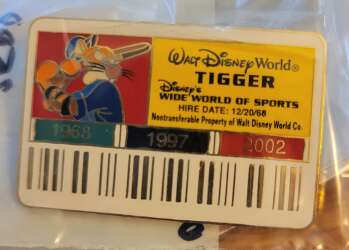 Walt Disney World®
TIGGER
Disney's
WIDE WORLD OF SPORTS
HIRE DATE: 12/20/68
Nontransferable Property of Walt Disney World Co.
1968 1997 2002